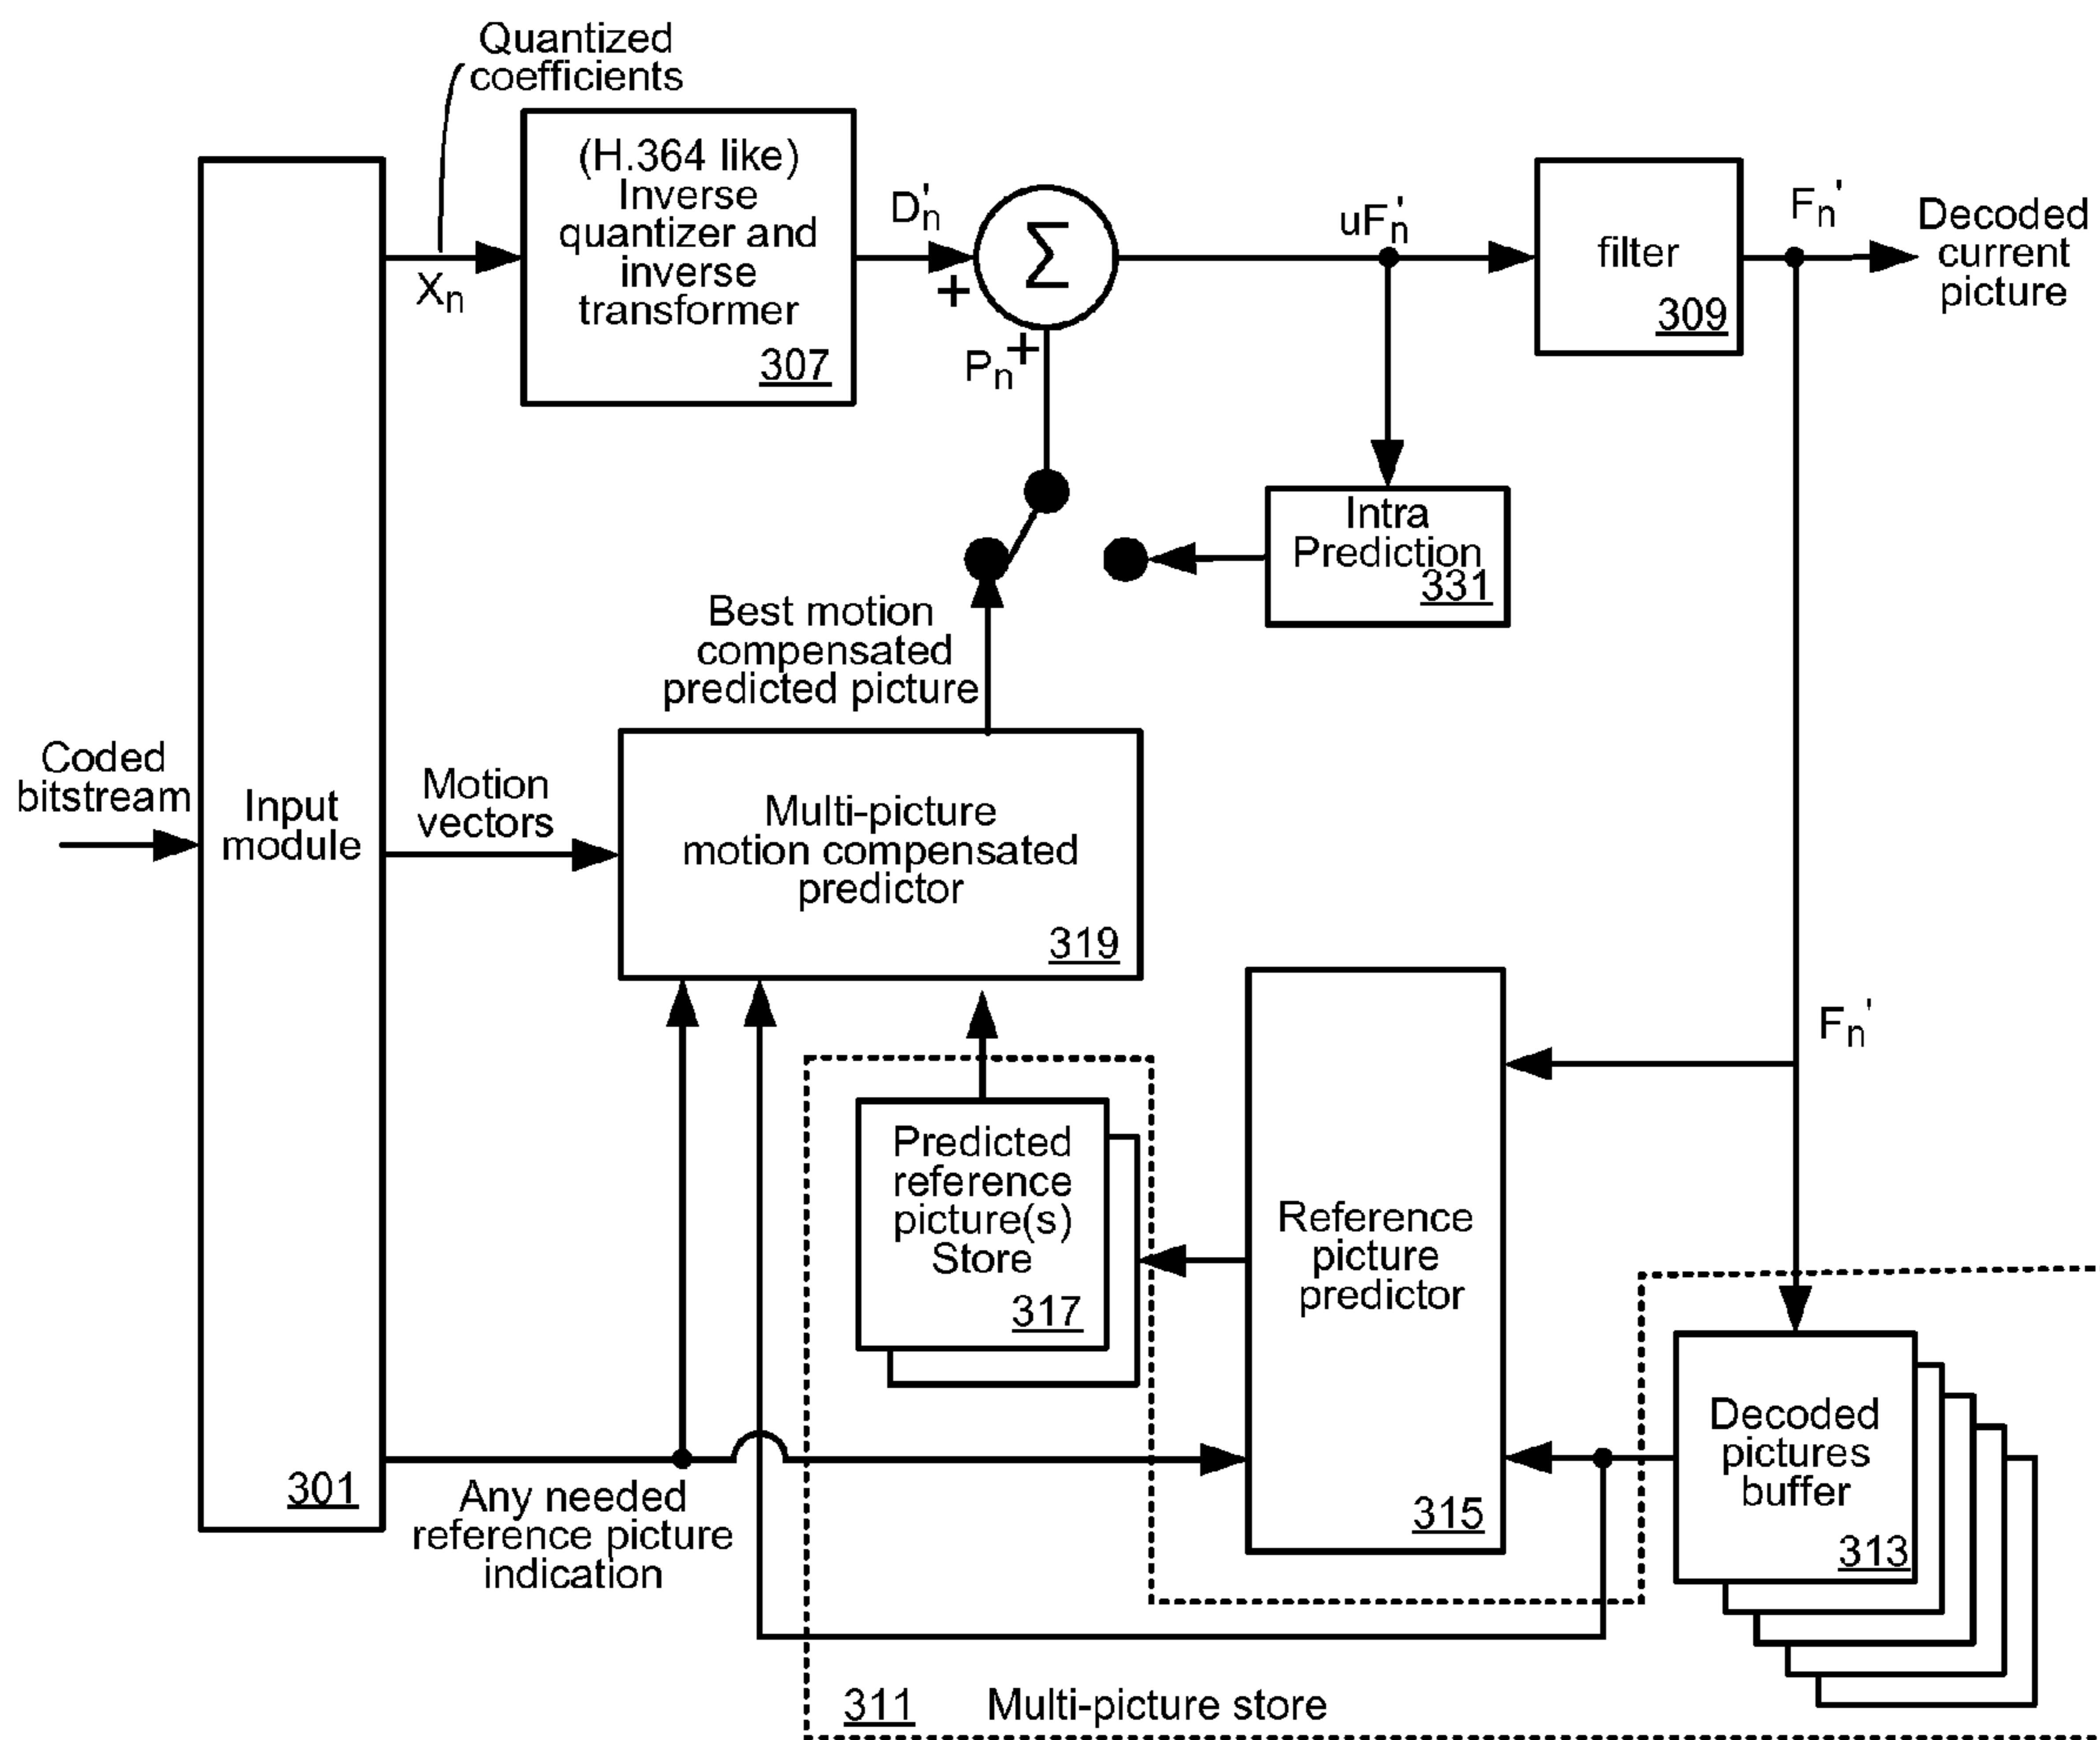 Quantized
coefficients
(H.364 like)
Inverse
quantizer and
inverse
transformer
307
Xn
D'n
+
Σ
Pn
+
uFn'
filter
309
Fn'
Decoded
current
picture
Intra
Prediction
331
Best motion
compensated
predicted picture
Coded
bitstream
Input
module
301
Motion
vectors
Multi-picture
motion compensated
predictor
319
Fn'
Predicted
reference
picture(s)
Store
317
Reference
picture
predictor
315
Decoded
pictures
buffer
313
Any needed
reference picture
indication
311 Multi-picture store